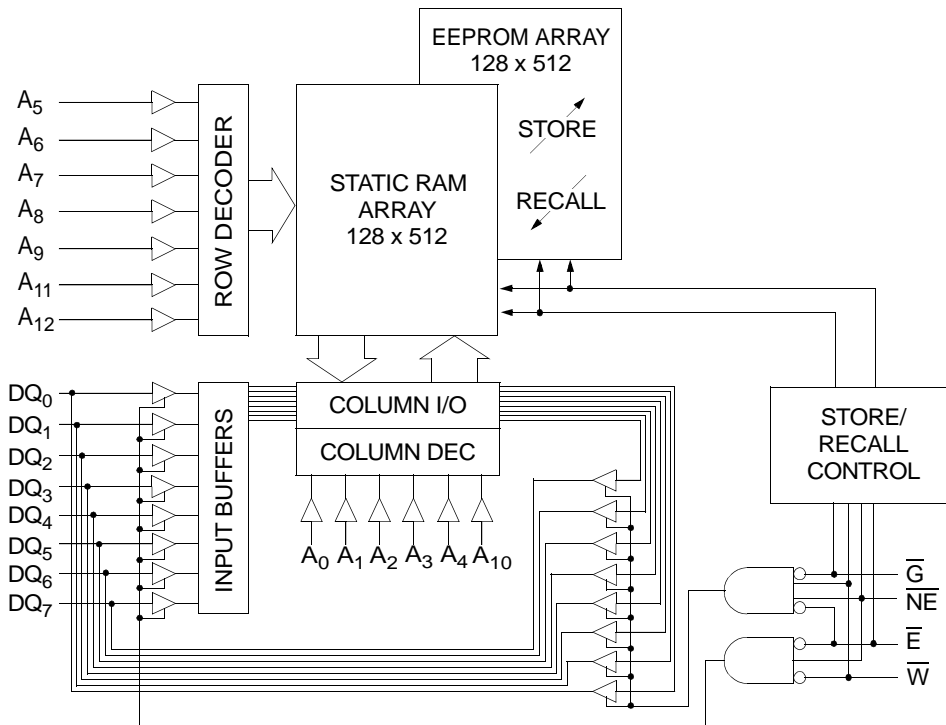 EEPROM ARRAY
128 x 512
STORE
RECALL
A5
A6
A7
A8
A9
A11
A12
ROW DECODER
STATIC RAM
ARRAY
128 x 512
DQ0
DQ1
DQ2
DQ3
DQ4
DQ5
DQ6
DQ7
INPUT BUFFERS
COLUMN I/O
COLUMN DEC
A0 A1 A2 A3 A4 A10
STORE/
RECALL
CONTROL
G̅
N̅E̅
E̅
W̅